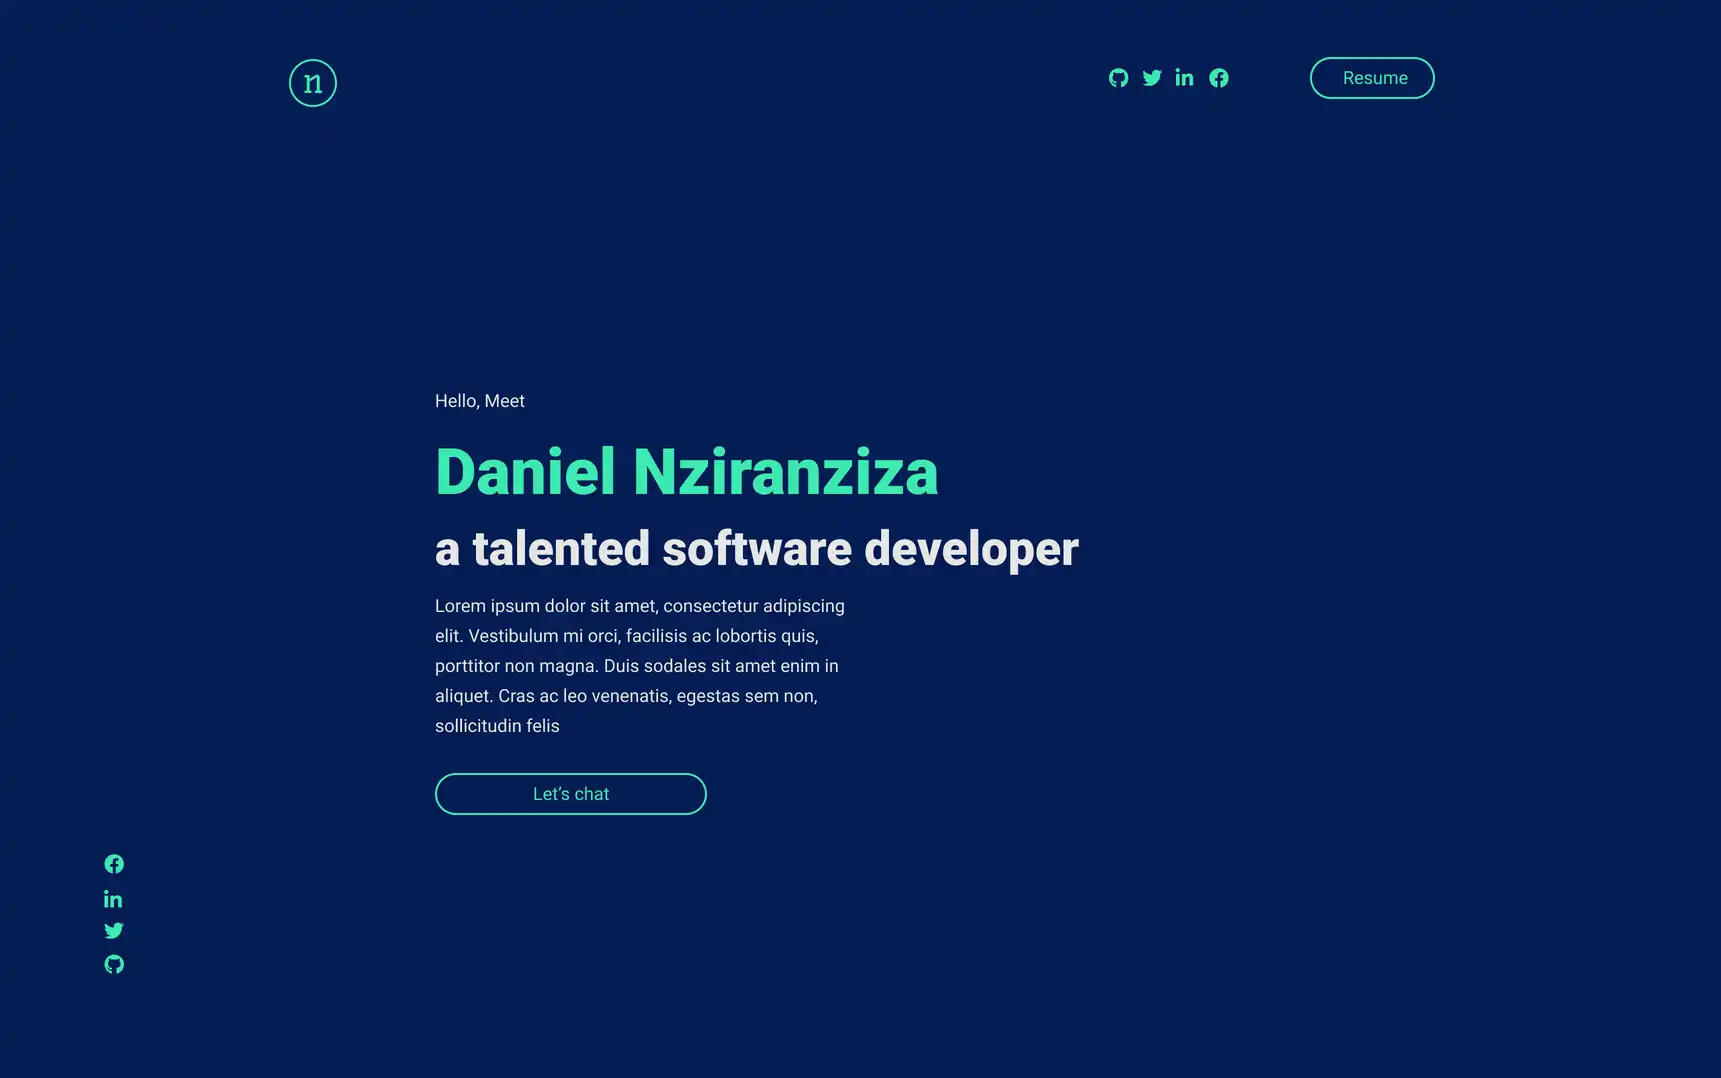 n
Resume
Hello, Meet
Daniel Nziranziza
a talented software developer
Lorem ipsum dolor sit amet, consectetur adipiscing
elit. Vestibulum mi orci, facilisis ac lobortis quis,
porttitor non magna. Duis sodales sit amet enim in
aliquet. Cras ac leo venenatis, egestas sem non,
sollicitudin felis
Let’s chat